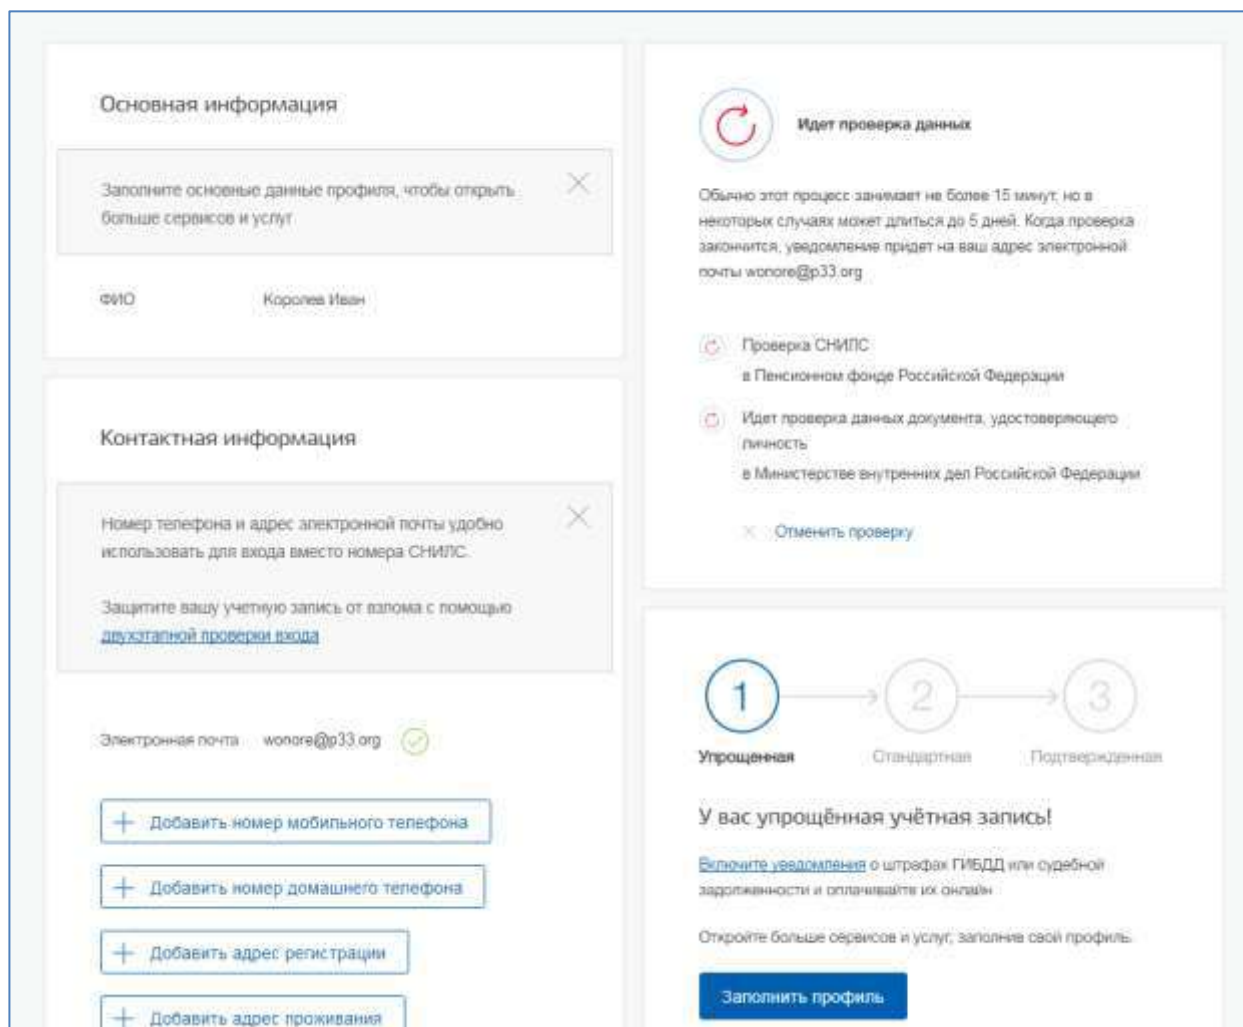 Основная информация
Заполните основные данные профиля, чтобы открыть
больше сервисов и услуг
ФИО Королев Иван
Контактная информация
Номер телефона и адрес электронной почты удобно
использовать для входа вместо номера СНИЛС.
Защитите вашу учетную запись от взлома с помощью
двухэтапной проверки входа
Электронная почта wonore@p33.org
Добавить номер мобильного телефона
Добавить номер домашнего телефона
Добавить адрес регистрации
Добавить адрес проживания
Идет проверка данных
Обычно этот процесс занимает не более 15 минут, но в
некоторых случаях может длиться до 5 дней. Когда проверка
закончится, уведомление придет на ваш адрес электронной
почты wonore@p33.org
Проверка СНИЛС
в Пенсионном фонде Российской Федерации
Идет проверка данных документа, удостоверяющего
личность
в Министерстве внутренних дел Российской Федерации
Отменить проверку
1 2 3
Упрощенная Стандартная Подтвержденная
У вас упрощённая учётная запись!
Включите уведомления о штрафах ГИБДД или судебной
задолженности и оплачивайте их онлайн
Откройте больше сервисов и услуг, заполнив свой профиль.
Заполнить профиль